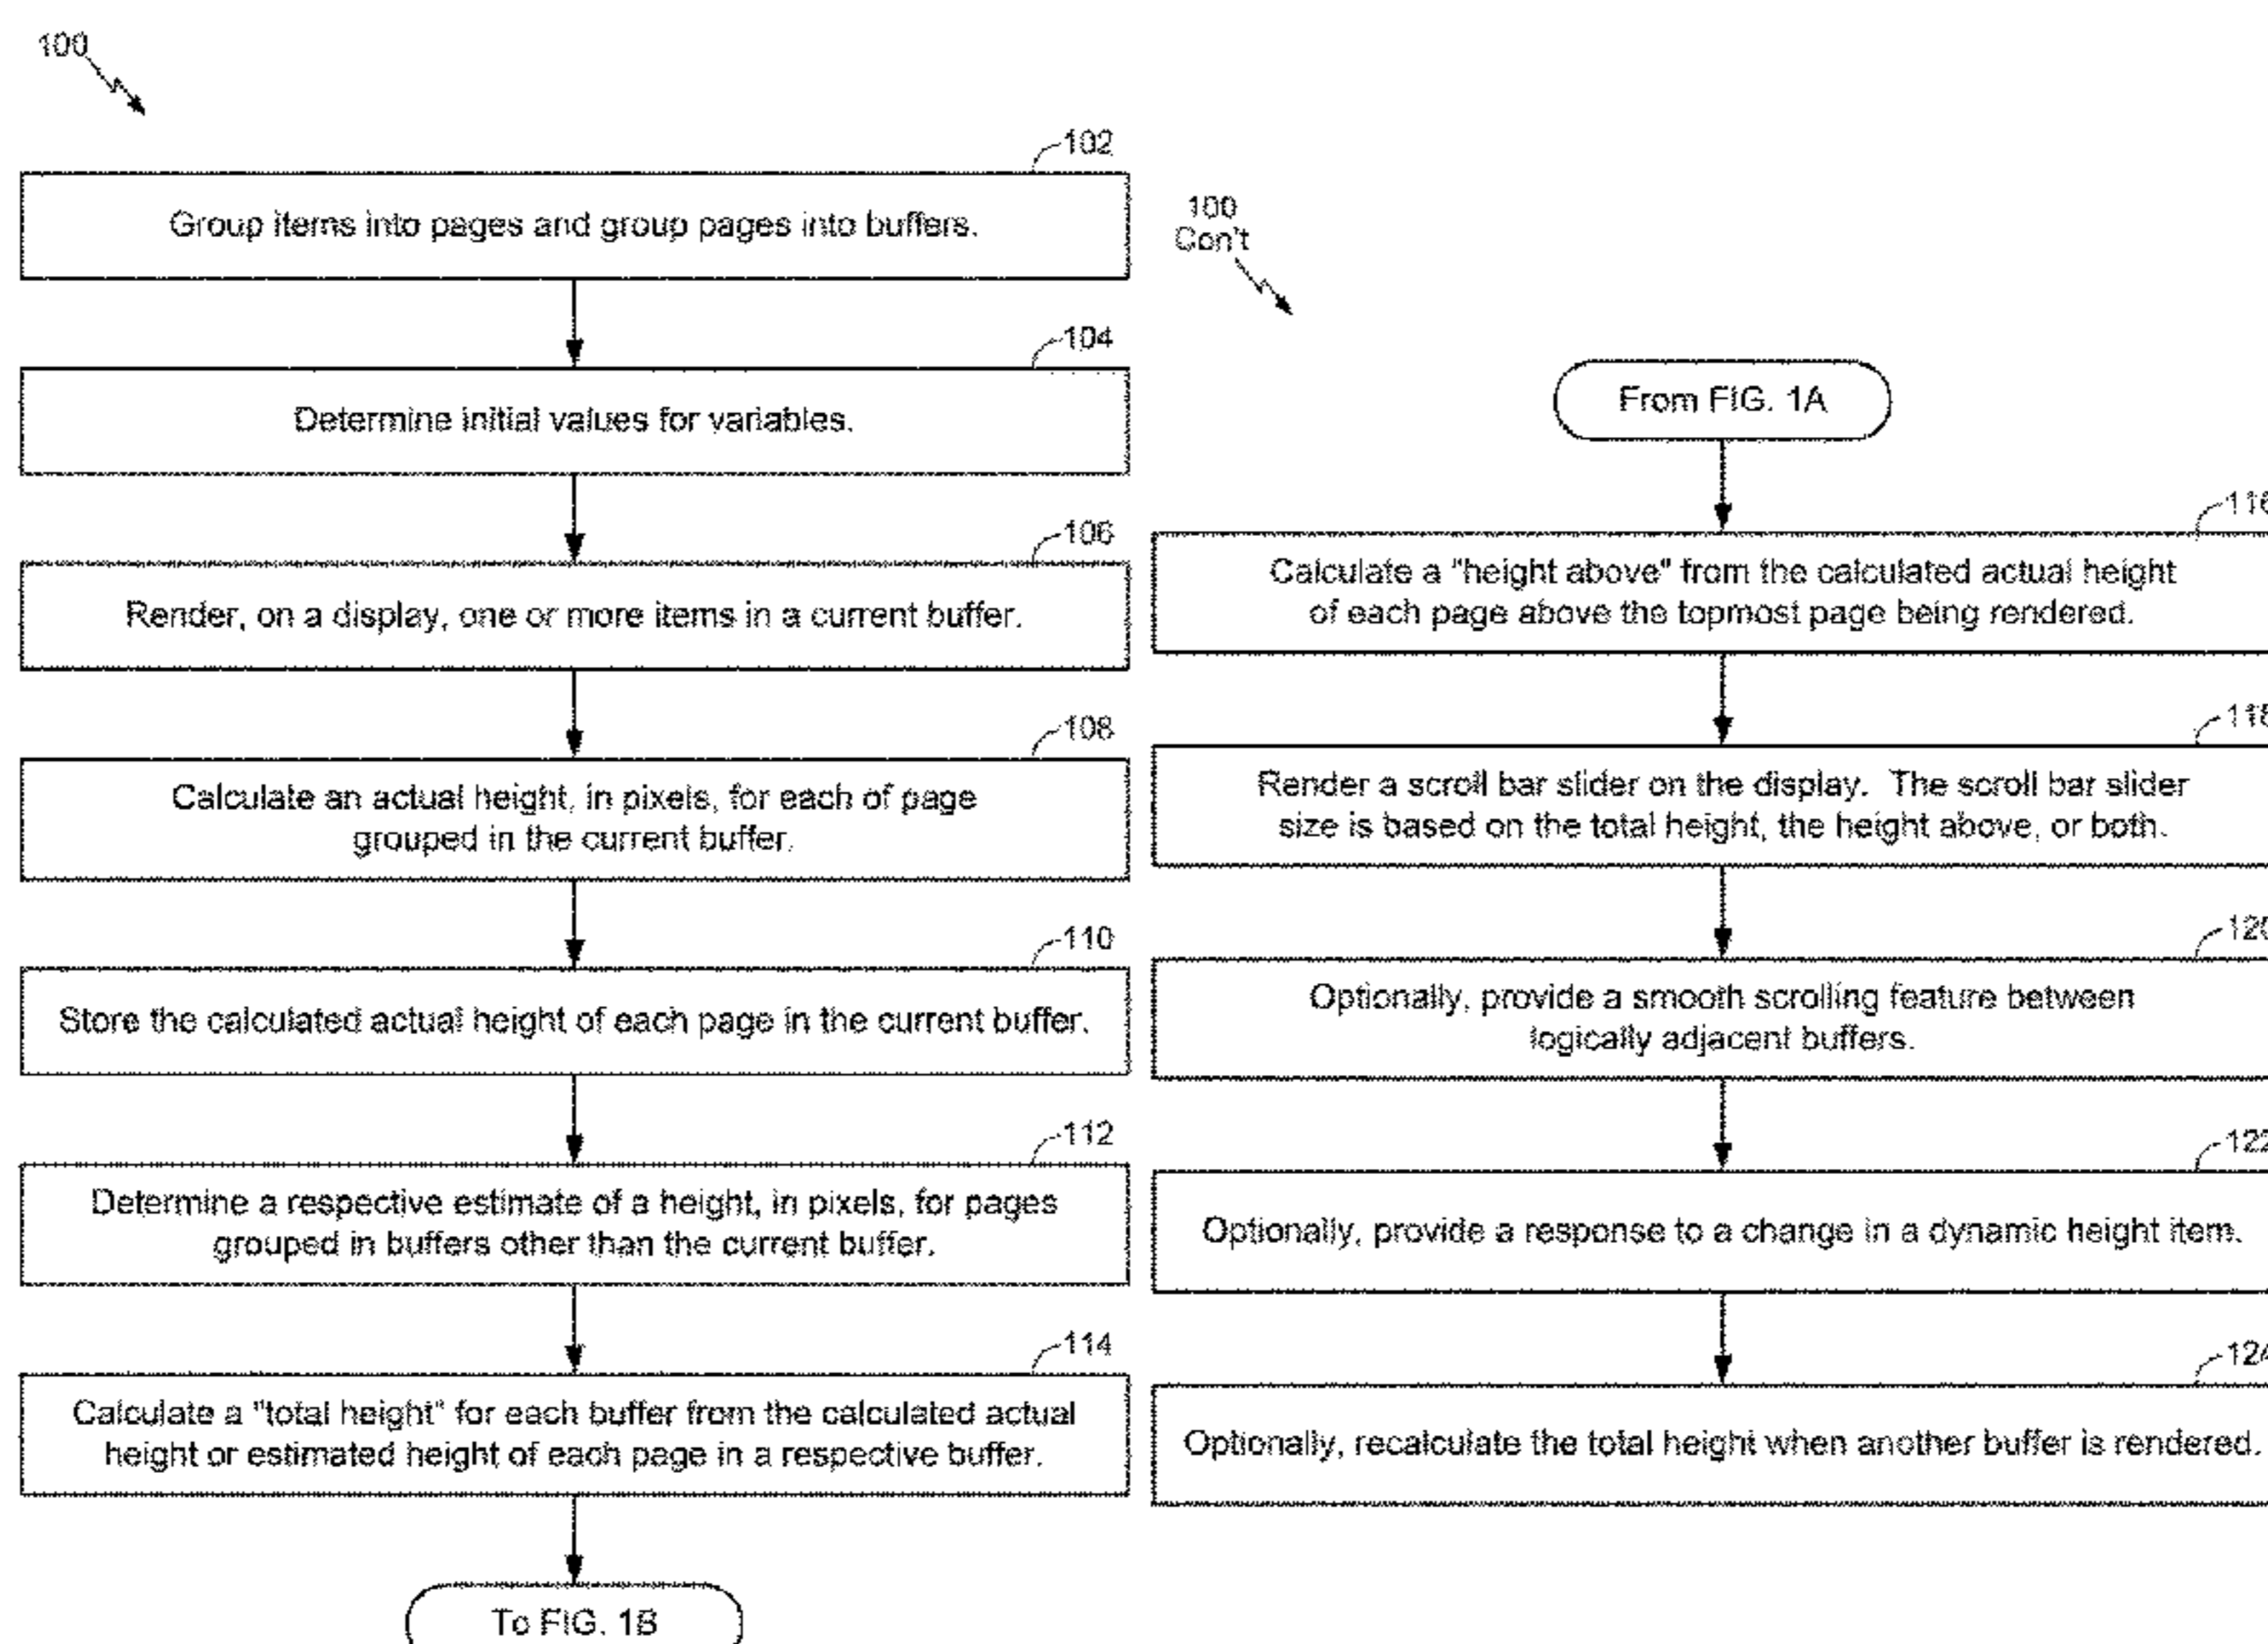 100
102
Group items into pages and group pages into buffers.
104
Determine initial values for variables.
106
Render, on a display, one or more items in a current buffer.
108
Calculate an actual height, in pixels, for each of page
grouped in the current buffer.
110
Store the calculated actual height of each page in the current buffer.
112
Determine a respective estimate of a height, in pixels, for pages
grouped in buffers other than the current buffer.
114
Calculate a "total height" for each buffer from the calculated actual
height or estimated height of each page in a respective buffer.
To FIG. 1B
100
Con't
From FIG. 1A
116
Calculate a "height above" from the calculated actual height
of each page above the topmost page being rendered.
118
Render a scroll bar slider on the display. The scroll bar slider
size is based on the total height, the height above, or both.
120
Optionally, provide a smooth scrolling feature between
logically adjacent buffers.
122
Optionally, provide a response to a change in a dynamic height item.
124
Optionally, recalculate the total height when another buffer is rendered.